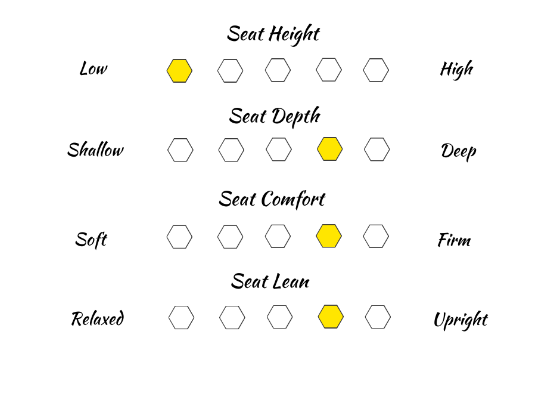 Seat Height
Low High
Seat Depth
Shallow Deep
Seat Comfort
Soft Firm
Seat Lean
Relaxed Upright